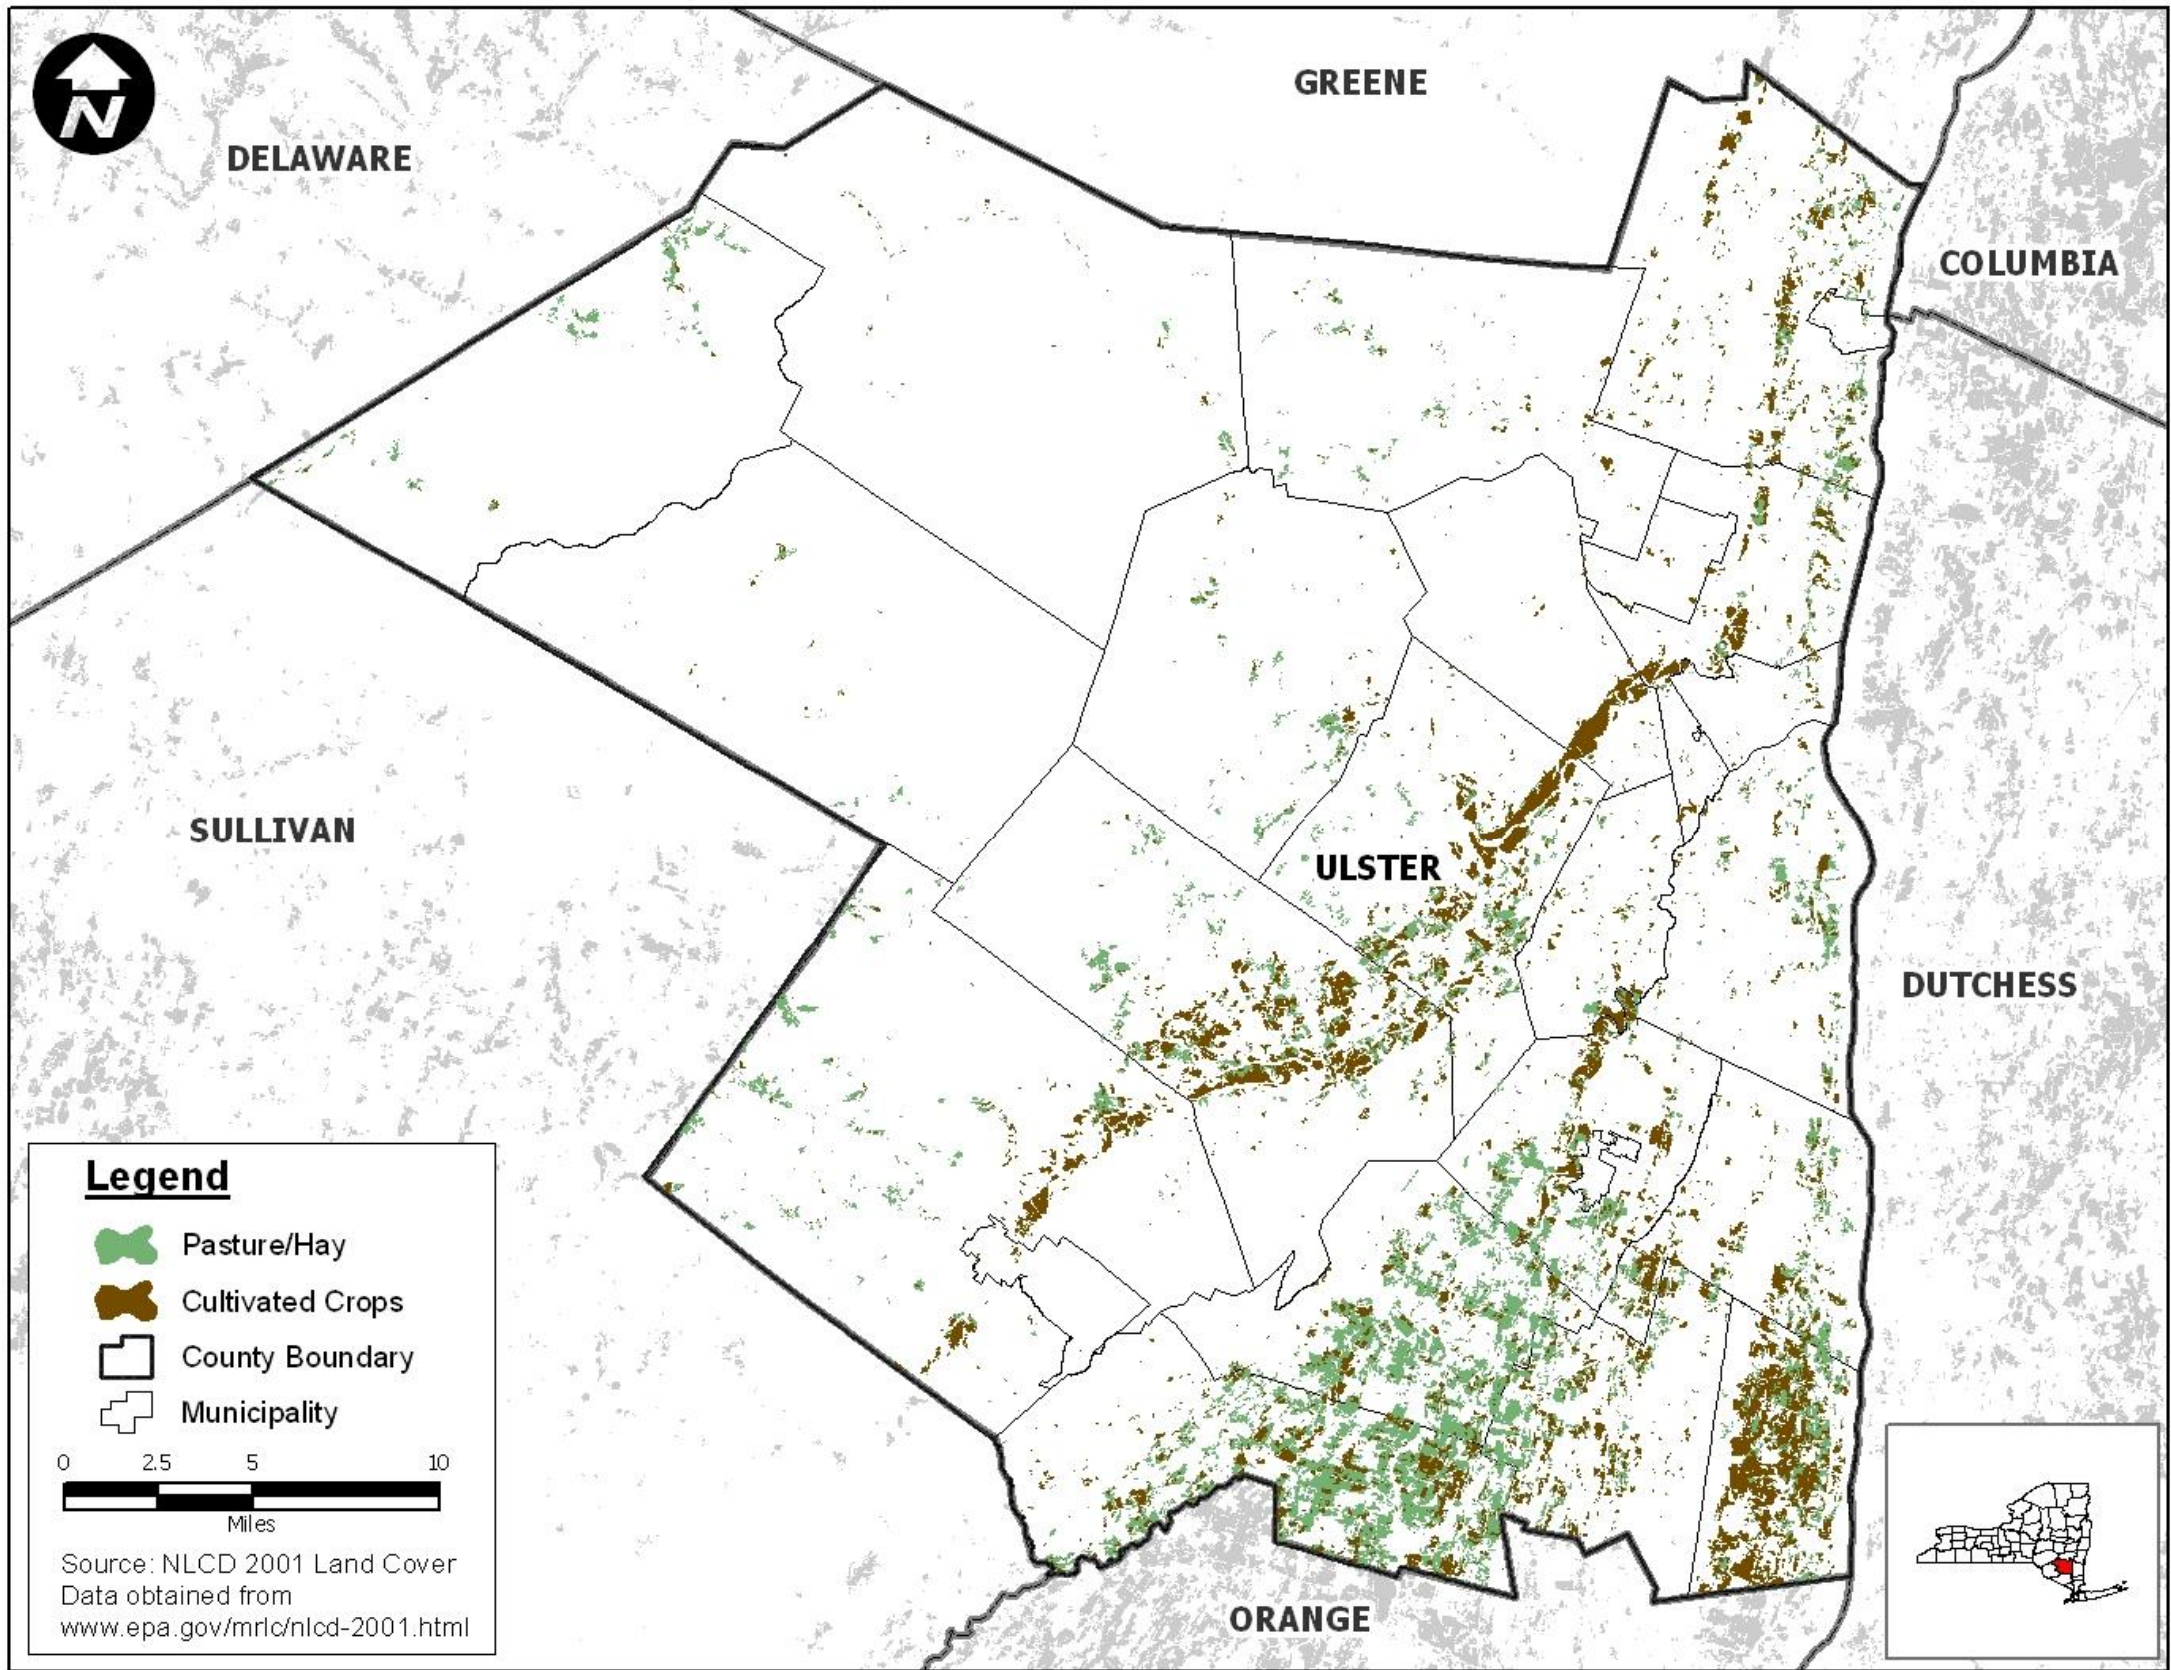 N
GREENE
DELAWARE
COLUMBIA
SULLIVAN
ULSTER
DUTCHESS
Legend
Pasture/Hay
Cultivated Crops
County Boundary
Municipality
0 2.5 5 10
Miles
Source: NLCD 2001 Land Cover
Data obtained from
www.epa.gov/mrlc/nlcd-2001.html
ORANGE